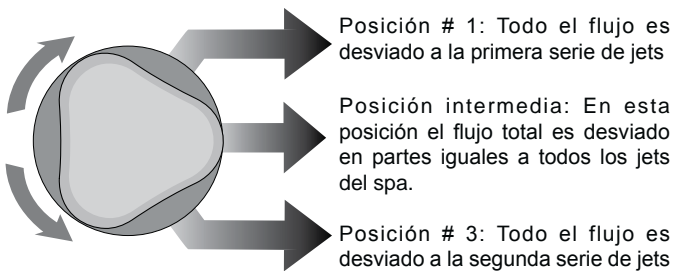 Posición # 1: Todo el flujo es
desviado a la primera serie de jets
Posición intermedia: En esta
posición el flujo total es desviado
en partes iguales a todos los jets
del spa.
Posición # 3: Todo el flujo es
desviado a la segunda serie de jets